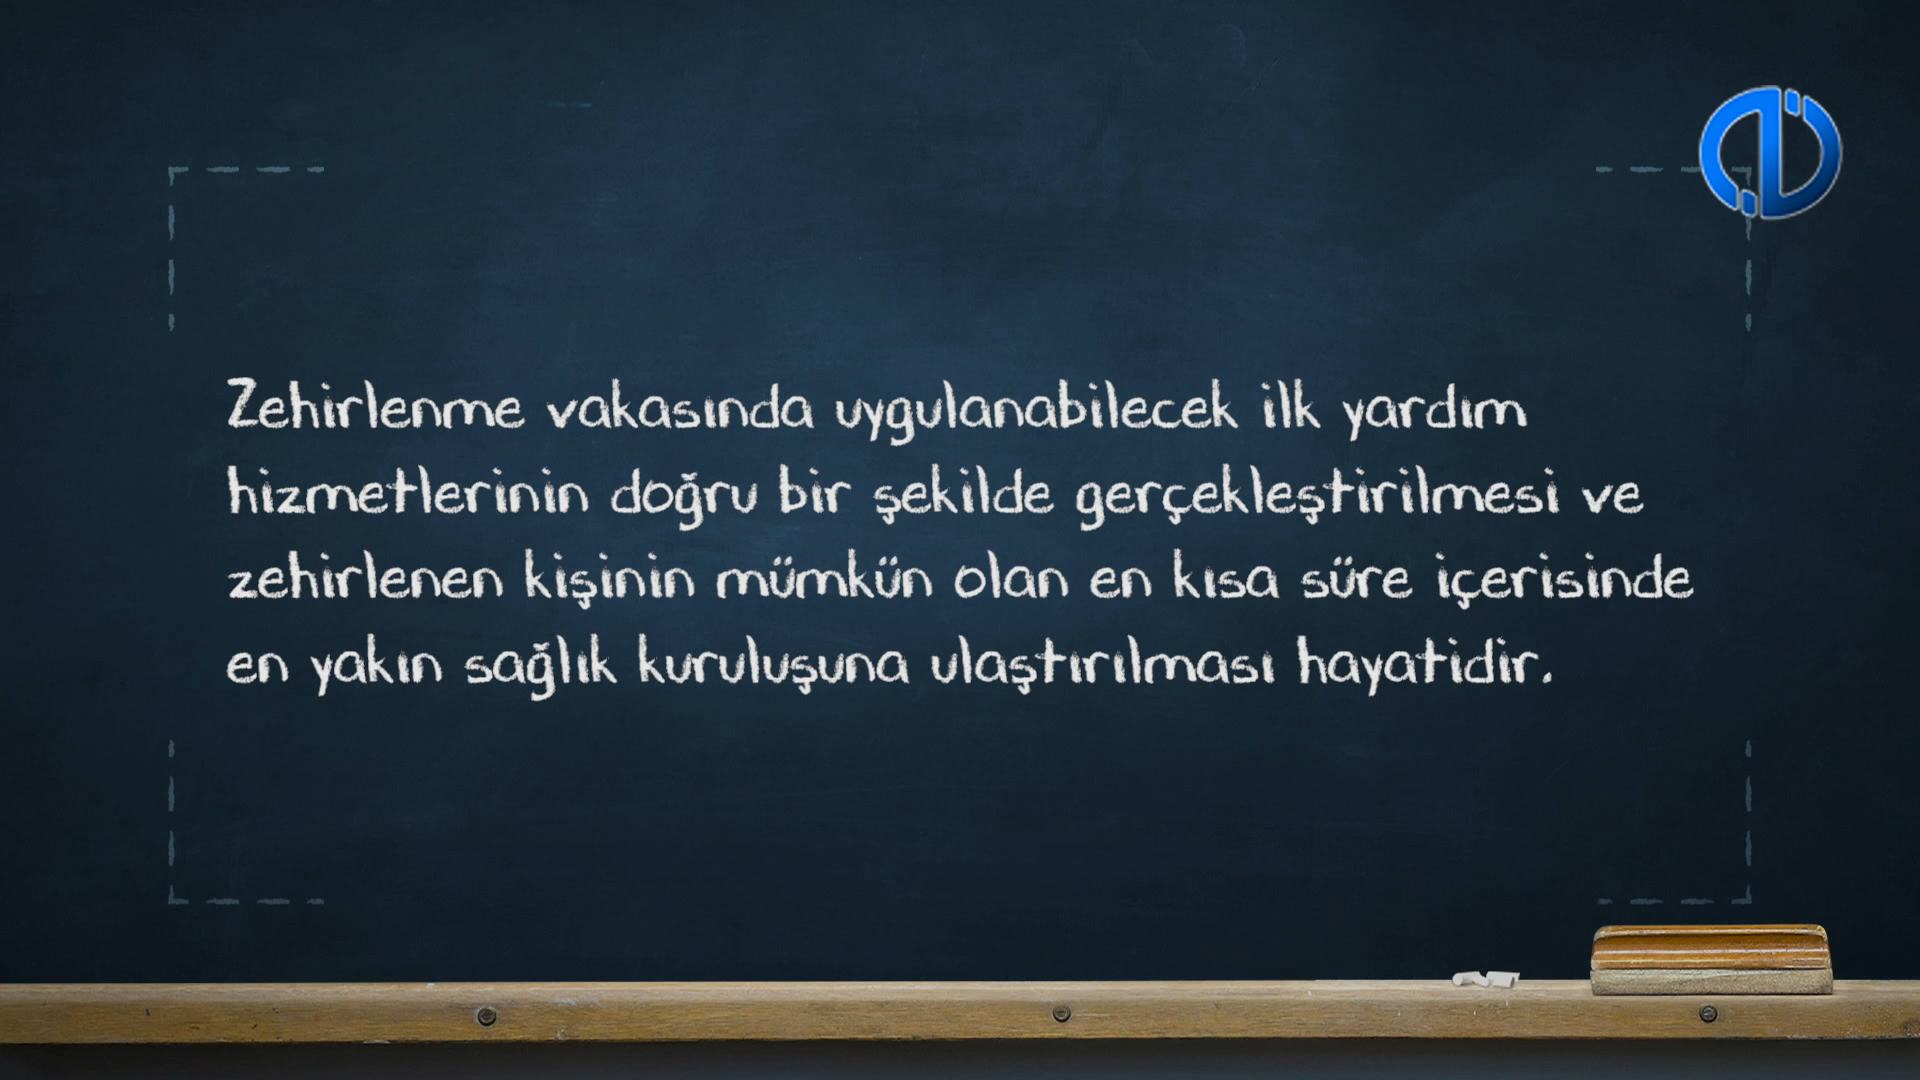 Zehirlenme vakasında uygulanabilecek ilk yardım
hizmetlerinin doğru bir şekilde gerçekleştirilmesi ve
zehirlenen kişinin mümkün olan en kısa süre içerisinde
en yakın sağlık kuruluşuna ulaştırılması hayatidir.